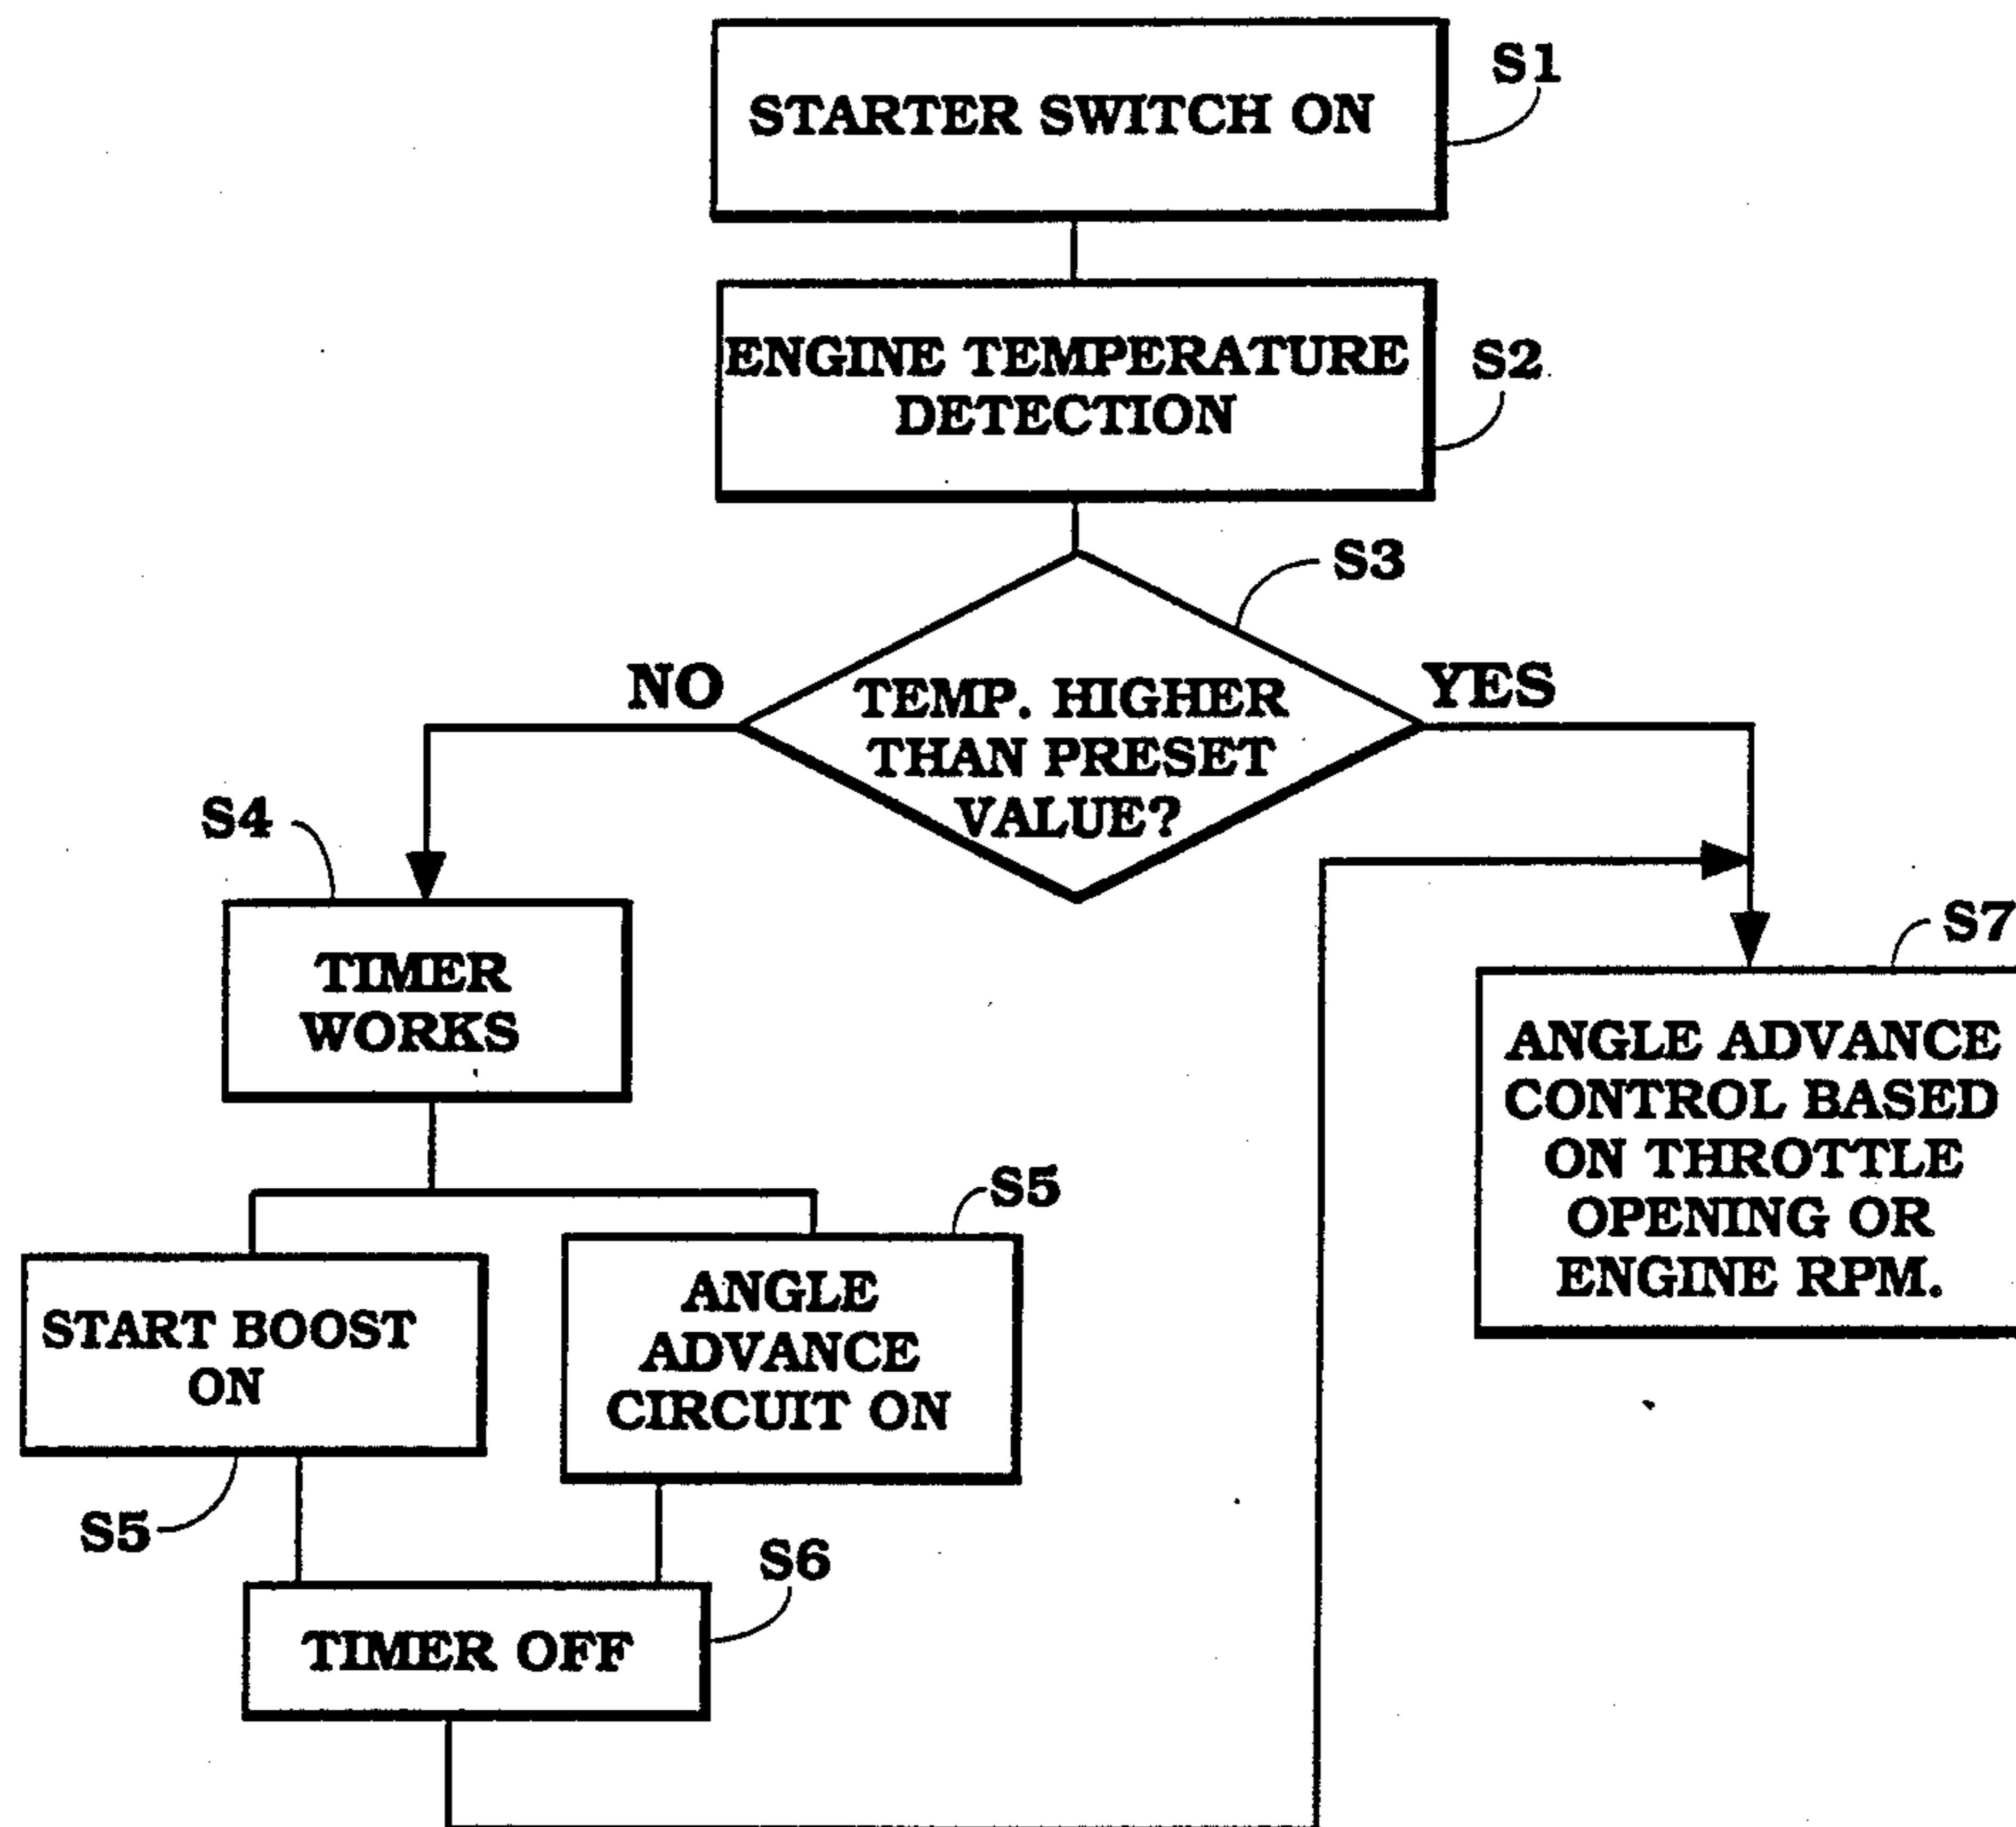 STARTER SWITCH ON
S1
ENGINE TEMPERATURE
DETECTION
S2
S3
NO
TEMP. HIGHER
THAN PRESET
VALUE?
YES
S4
TIMER
WORKS
S7
ANGLE ADVANCE
CONTROL BASED
ON THROTTLE
OPENING OR
ENGINE RPM.
S5
START BOOST
ON
ANGLE
ADVANCE
CIRCUIT ON
S5
S6
TIMER OFF